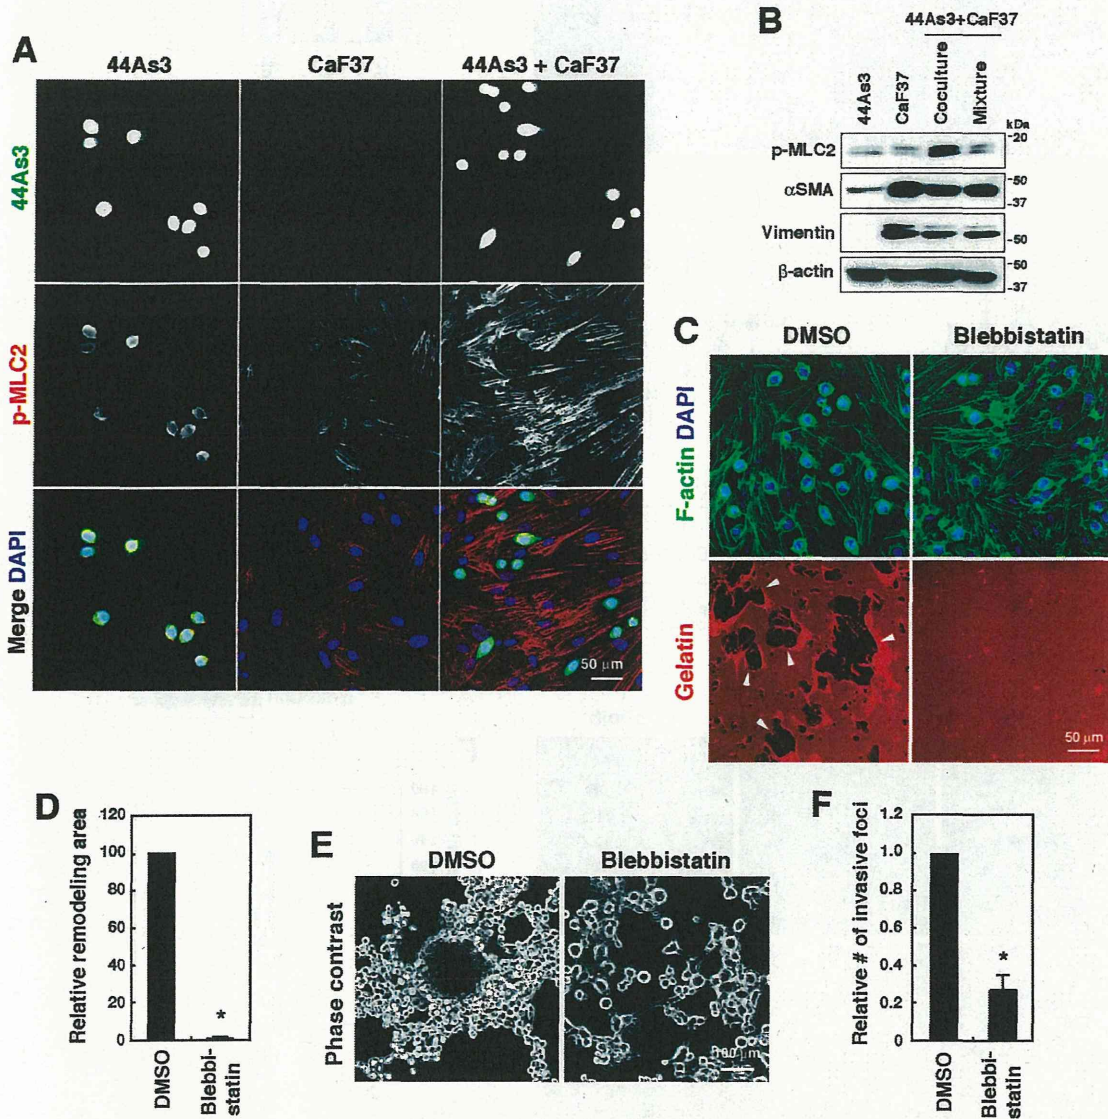 A
44As3
CaF37
44As3 + CaF37
44As3
p-MLC2
Merge DAPI
50 μm
B
44As3+CaF37
44As3
CaF37
Coculture
Mixture
kDa
p-MLC2
-20
αSMA
-50
-37
Vimentin
-50
β-actin
-50
-37
C
DMSO
Blebbistatin
F-actin DAPI
Gelatin
50 μm
D
Relative remodeling area
120
100
80
60
40
20
0
*
DMSO
Blebbi-
statin
E
DMSO
Blebbistatin
Phase contrast
100 μm
F
Relative # of invasive foci
1.2
1.0
0.8
0.6
0.4
0.2
0
*
DMSO
Blebbi-
statin